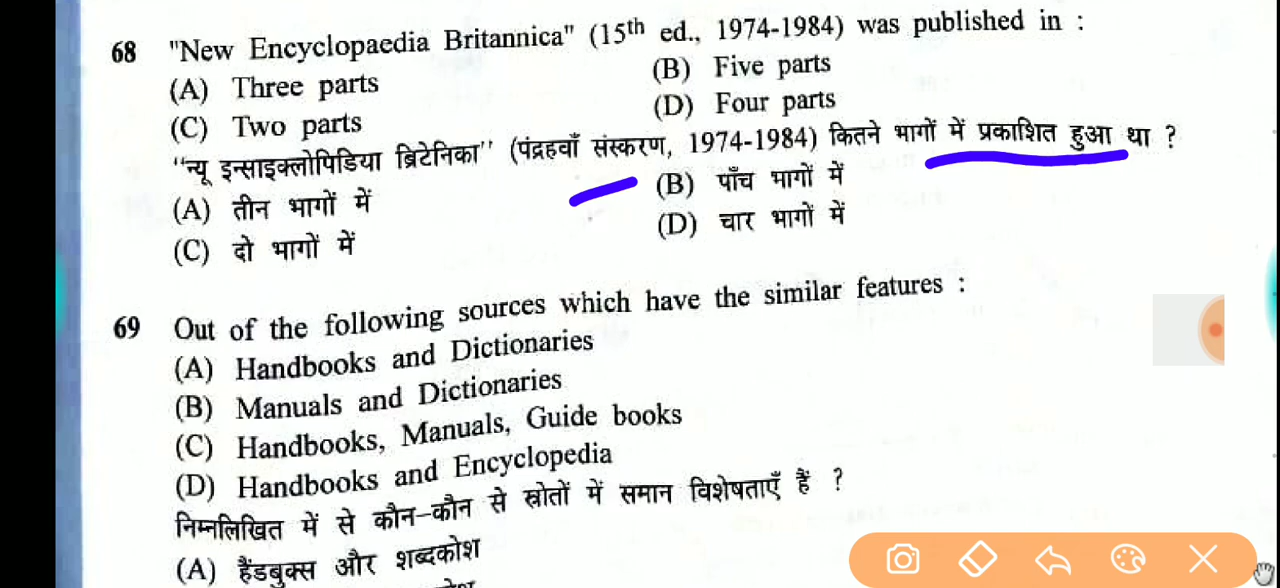 68 "New Encyclopaedia Britannica" (15th ed., 1974-1984) was published in :
(A) Three parts (B) Five parts
(C) Two parts (D) Four parts
"न्यू इन्साइक्लोपिडिया ब्रिटेनिका" (पंद्रहवाँ संस्करण, 1974-1984) कितने भागों में प्रकाशित हुआ था ?
(A) तीन भागों में (B) पाँच भागों में
(C) दो भागों में (D) चार भागों में
69 Out of the following sources which have the similar features :
(A) Handbooks and Dictionaries
(B) Manuals and Dictionaries
(C) Handbooks, Manuals, Guide books
(D) Handbooks and Encyclopedia
निम्नलिखित में से कौन-कौन से स्रोतों में समान विशेषताएँ हैं ?
(A) हैंडबुक्स और शब्दकोश